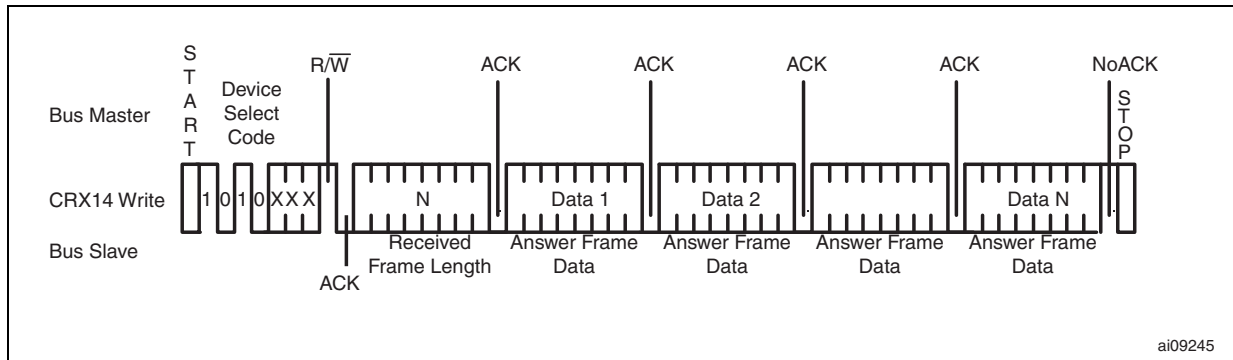 START
Device
Select
Code
R/W̅
ACK
ACK
ACK
ACK
NoACK
STOP
Bus Master
CRX14 Write
1 0 1 0 X X X
N
Data 1
Data 2
Data N
Bus Slave
ACK
Received
Frame Length
Answer Frame
Data
Answer Frame
Data
Answer Frame
Data
Answer Frame
Data
ai09245